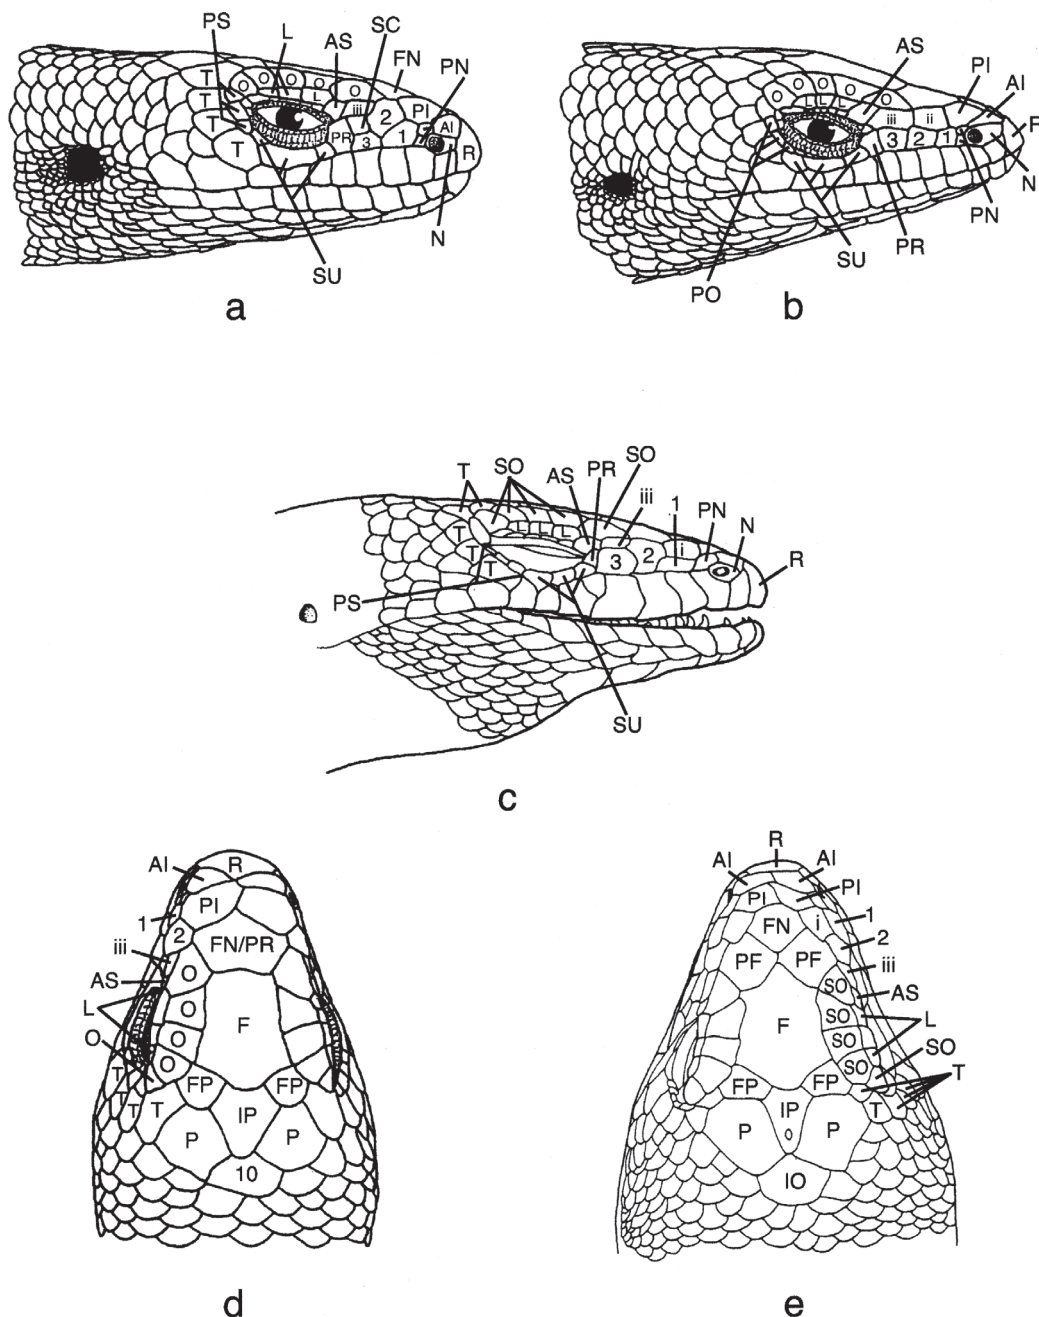 PS L AS SC FN PN
T O O O O O
T L L iii 2 PI
T PR 3 1 AI
T R
N
SU
a
AS PI AI
O O O O R
L L L iii ii
3 2 1
N
PN
PR
SU
PO
b
T SO AS PR SO iii 1 PN N
T L L L i
T 3 2 R
T
PS
SU
c
AI R
PI
1
2 FN/PR
iii
AS O
L O
F
O O
O
T FP FP
T T T IP
P P
10
d
R
AI AI
PI PI
1
FN i 2
PF PF iii
SO AS
SO L
F SO SO
SO
T
FP FP
IP T
P O P
IO
e